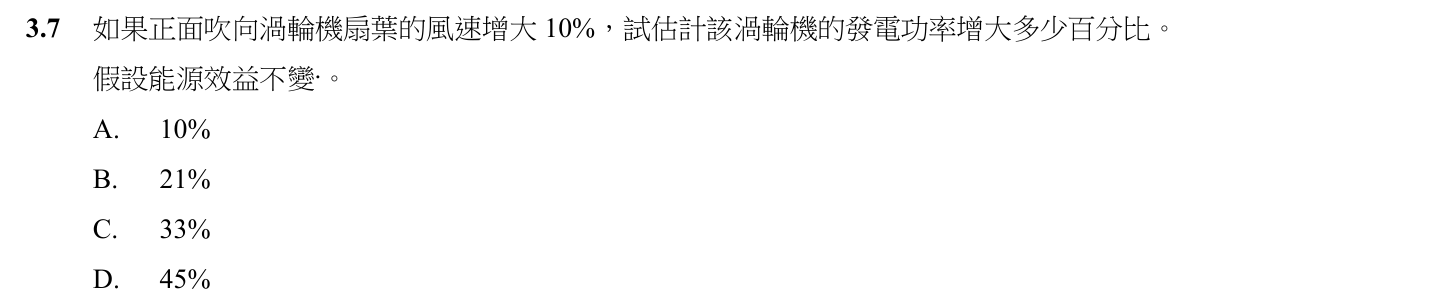 3.7 如果正面吹向渦輪機扇葉的風速增大 10%，試估計該渦輪機的發電功率增大多少百分比。
假設能源效益不變·。
A. 10%
B. 21%
C. 33%
D. 45%